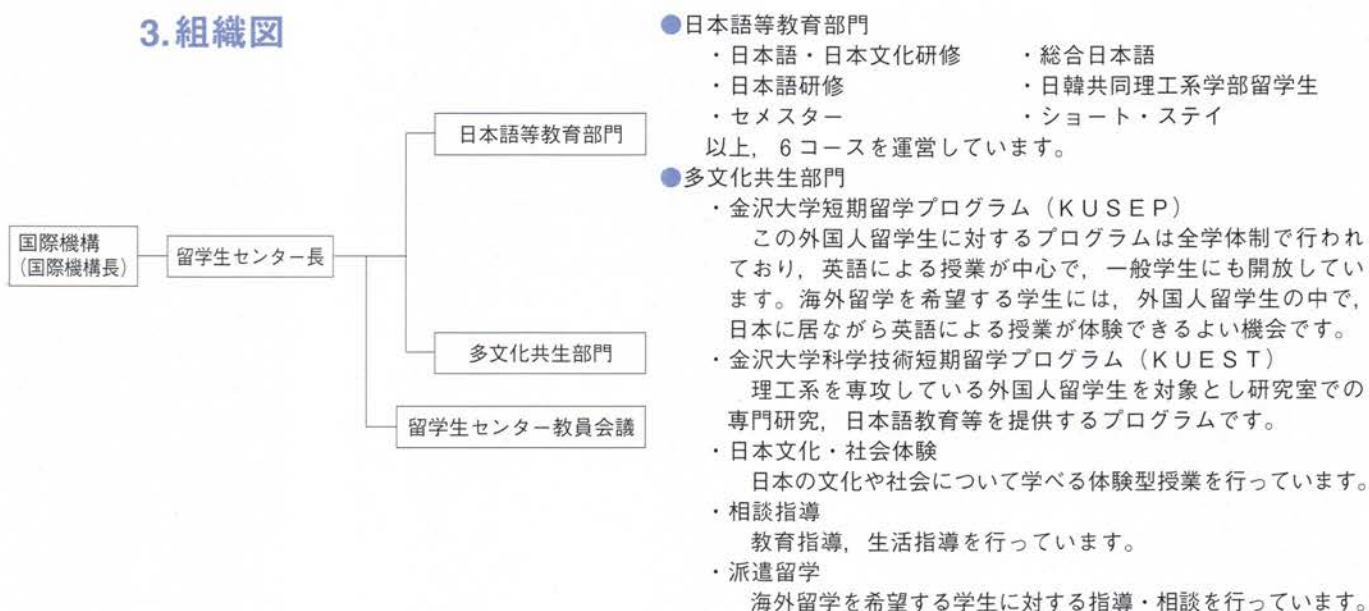 3.組織図
国際機構
（国際機構長）
留学生センター長
日本語等教育部門
多文化共生部門
留学生センター教員会議
●日本語等教育部門
・日本語・日本文化研修　・総合日本語
・日本語研修　・日韓共同理工系学部留学生
・セメスター　・ショート・ステイ
以上，6コースを運営しています。
●多文化共生部門
・金沢大学短期留学プログラム（ＫＵＳＥＰ）
この外国人留学生に対するプログラムは全学体制で行われ
ており，英語による授業が中心で，一般学生にも開放してい
ます。海外留学を希望する学生には，外国人留学生の中で，
日本に居ながら英語による授業が体験できるよい機会です。
・金沢大学科学技術短期留学プログラム（ＫＵＥＳＴ）
理工系を専攻している外国人留学生を対象とし研究室での
専門研究，日本語教育等を提供するプログラムです。
・日本文化・社会体験
日本の文化や社会について学べる体験型授業を行っています。
・相談指導
教育指導，生活指導を行っています。
・派遣留学
海外留学を希望する学生に対する指導・相談を行っています。